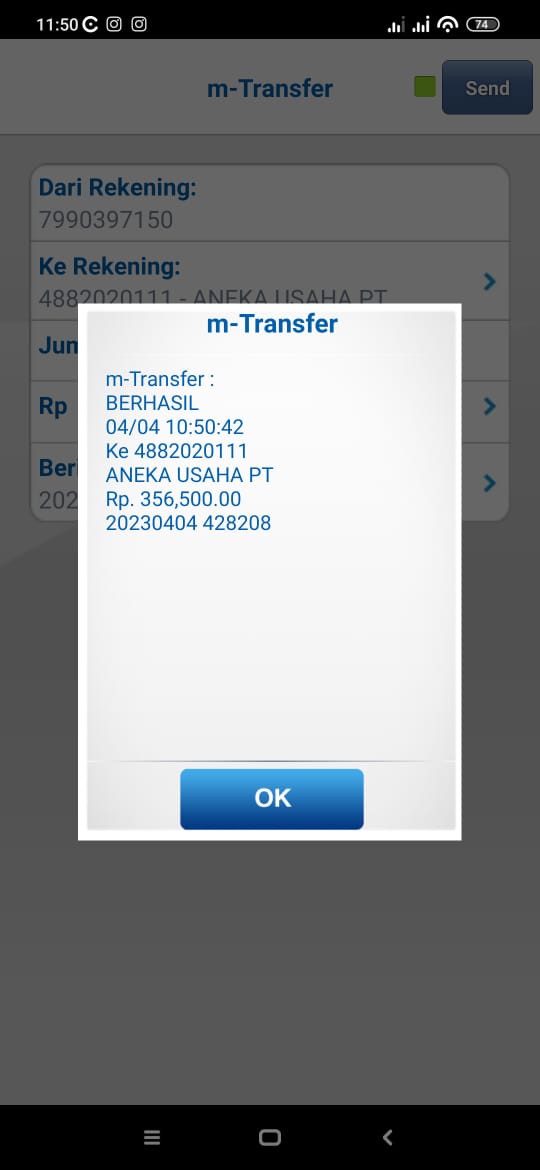 11:50
74
m-Transfer
Send
Dari Rekening:
7990397150
Ke Rekening:
4882020111 - ANEKA USAHA PT
Jum
Rp
Beri
202
m-Transfer
m-Transfer :
BERHASIL
04/04 10:50:42
Ke 4882020111
ANEKA USAHA PT
Rp. 356,500.00
20230404 428208
OK